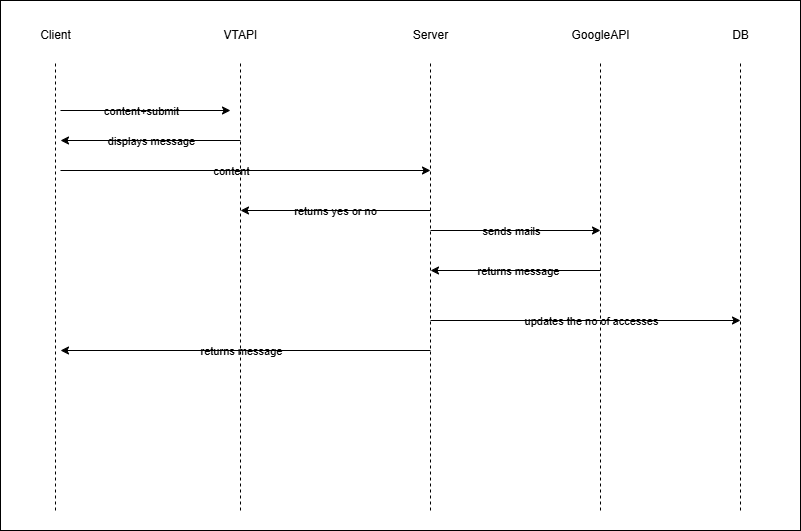 Client
VTAPI
Server
GoogleAPI
DB
content+submit
displays message
content
returns yes or no
sends mails
returns message
updates the no of accesses
returns message